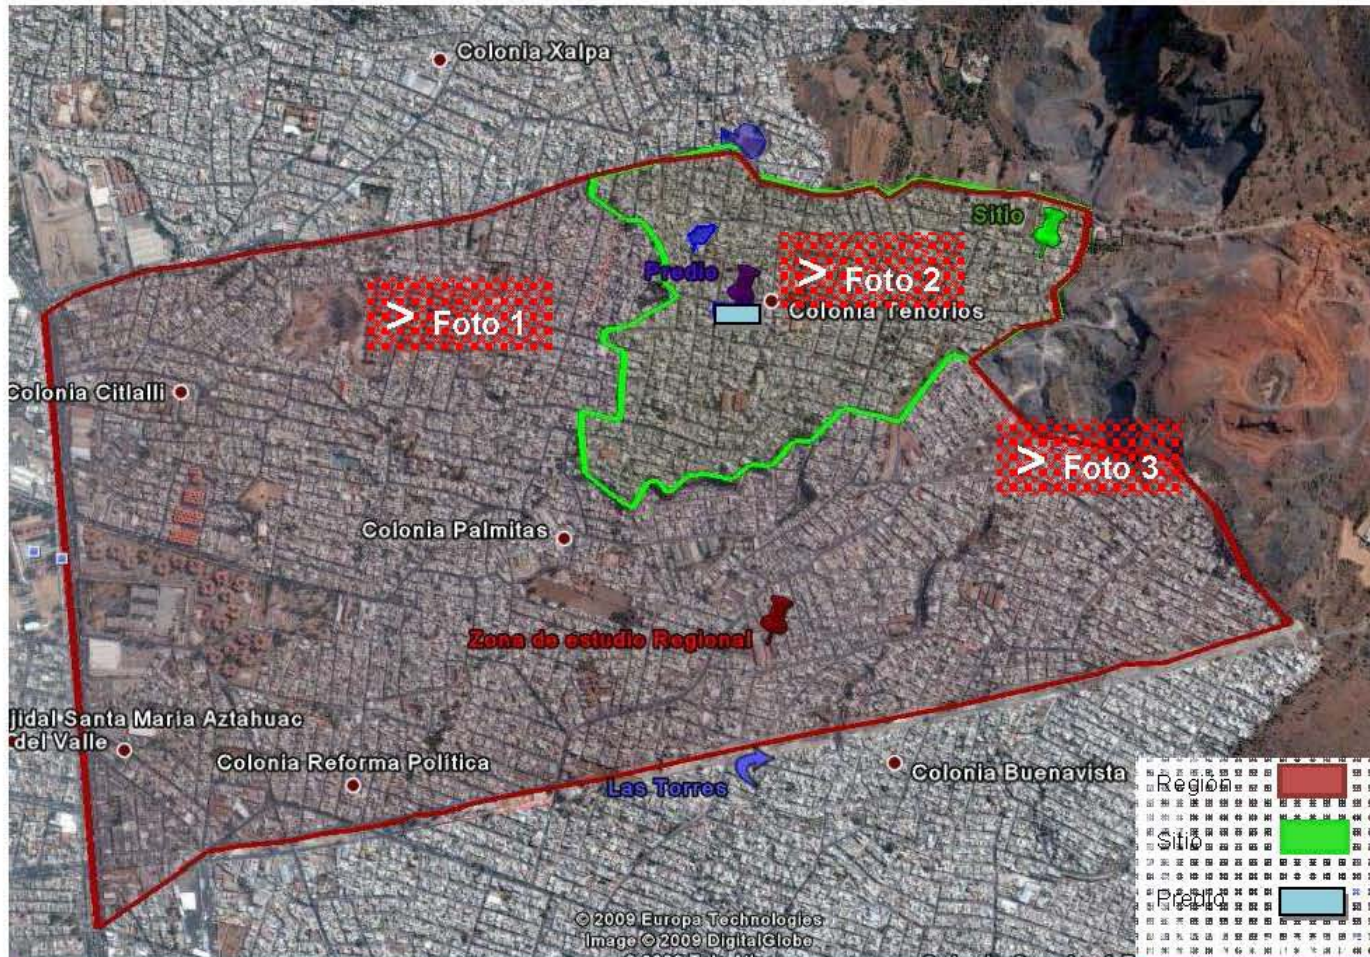 Colonia Xalpa
Sitio
Predio
> Foto 2
Colonia Tenorios
> Foto 1
Colonia Citlalli
> Foto 3
Colonia Palmitas
Zona de estudio Regional
jidal Santa Maria Aztahuac
del Valle
Colonia Reforma Política
Las Torres
Colonia Buenavista
Región
Sitio
Predio
© 2009 Europa Technologies
Image © 2009 DigitalGlobe